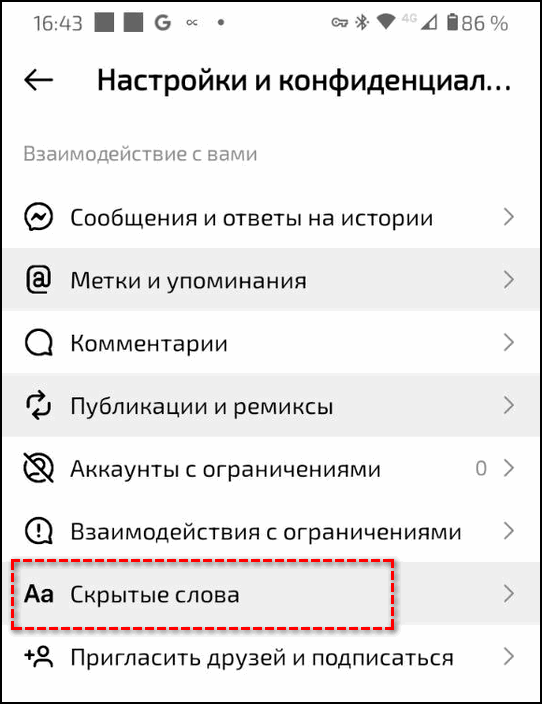 16:43 G 4G 86 %
Настройки и конфиденциал...
Взаимодействие с вами
Сообщения и ответы на истории
Метки и упоминания
Комментарии
Публикации и ремиксы
Аккаунты с ограничениями 0
Взаимодействия с ограничениями
Aa Скрытые слова
Пригласить друзей и подписаться